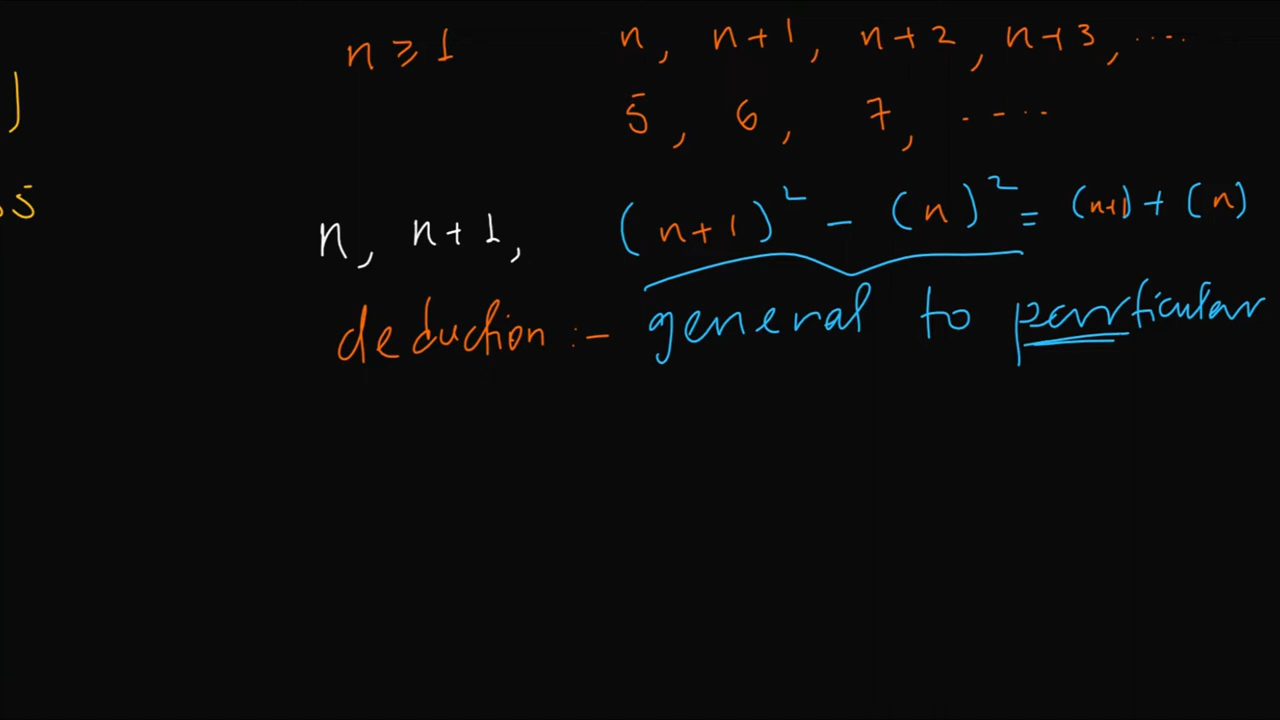 n ≥ 1 n, n+1, n+2, n+3, ....
5, 6, 7, ....
n, n+1, (n+1)² - (n)² = (n+1) + (n)
deduction :- general to particular